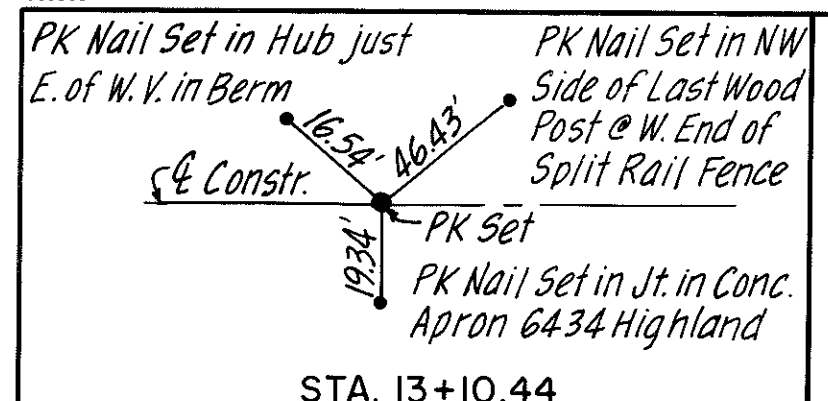 PK Nail Set in Hub just
E. of W.V. in Berm
PK Nail Set in NW
Side of Last Wood
Post @ W. End of
Split Rail Fence
16.54'
46.43'
℄ Constr.
PK Set
19.34'
PK Nail Set in Jt. in Conc.
Apron 6434 Highland
STA. 13+10.44